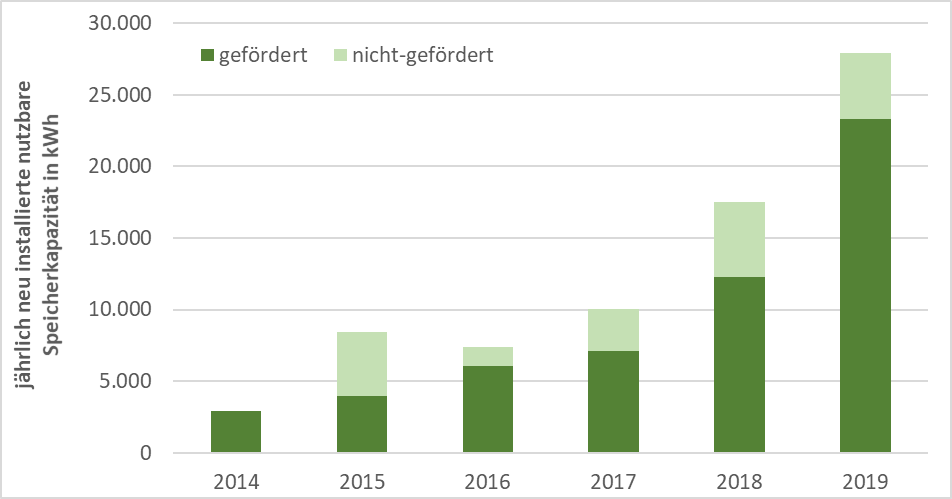 jährlich neu installierte nutzbare
Speicherkapazität in kWh
30.000
25.000
20.000
15.000
10.000
5.000
0
gefördert nicht-gefördert
2014 2015 2016 2017 2018 2019